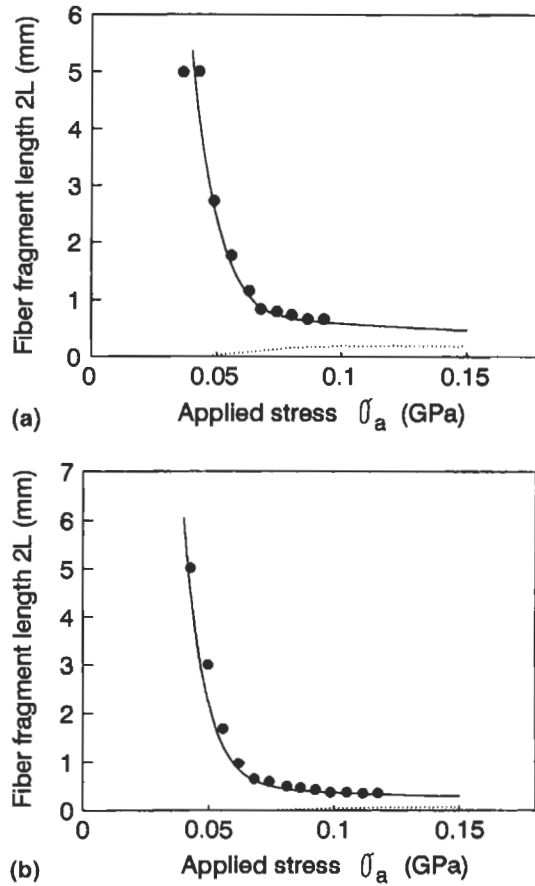 6
5
4
3
2
1
0
Fiber fragment length 2L (mm)
0 0.05 0.1 0.15
(a) Applied stress σa (GPa)
7
6
5
4
3
2
1
0
Fiber fragment length 2L (mm)
0 0.05 0.1 0.15
(b) Applied stress σa (GPa)